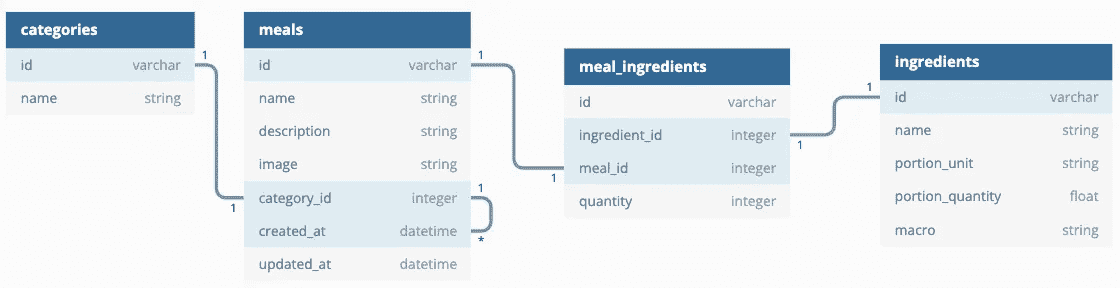 categories
id varchar
name string
meals
id varchar
name string
description string
image string
category_id integer
created_at datetime
updated_at datetime
meal_ingredients
id varchar
ingredient_id integer
meal_id integer
quantity integer
ingredients
id varchar
name string
portion_unit string
portion_quantity float
macro string
1
1
1
1
1
*
1
1